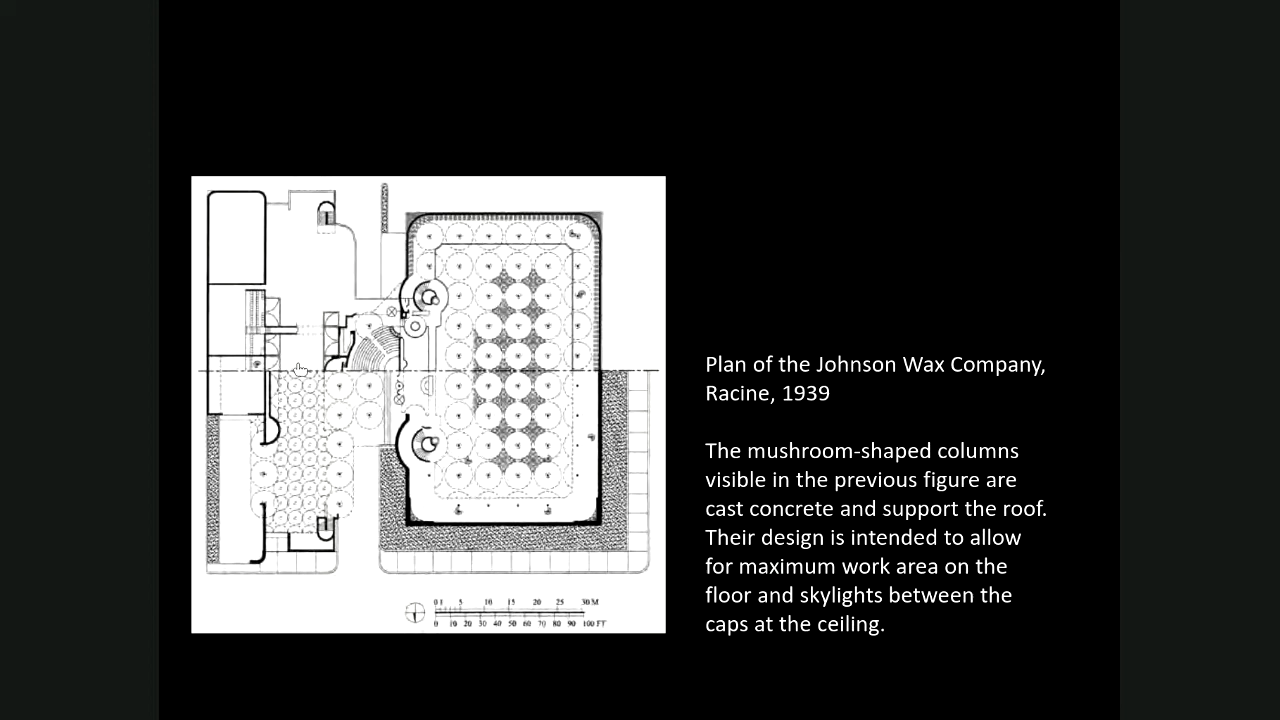 Plan of the Johnson Wax Company,
Racine, 1939
The mushroom-shaped columns
visible in the previous figure are
cast concrete and support the roof.
Their design is intended to allow
for maximum work area on the
floor and skylights between the
caps at the ceiling.
0 1 5 10 15 20 25 30 M
0 10 20 30 40 50 60 70 80 90 100 FT